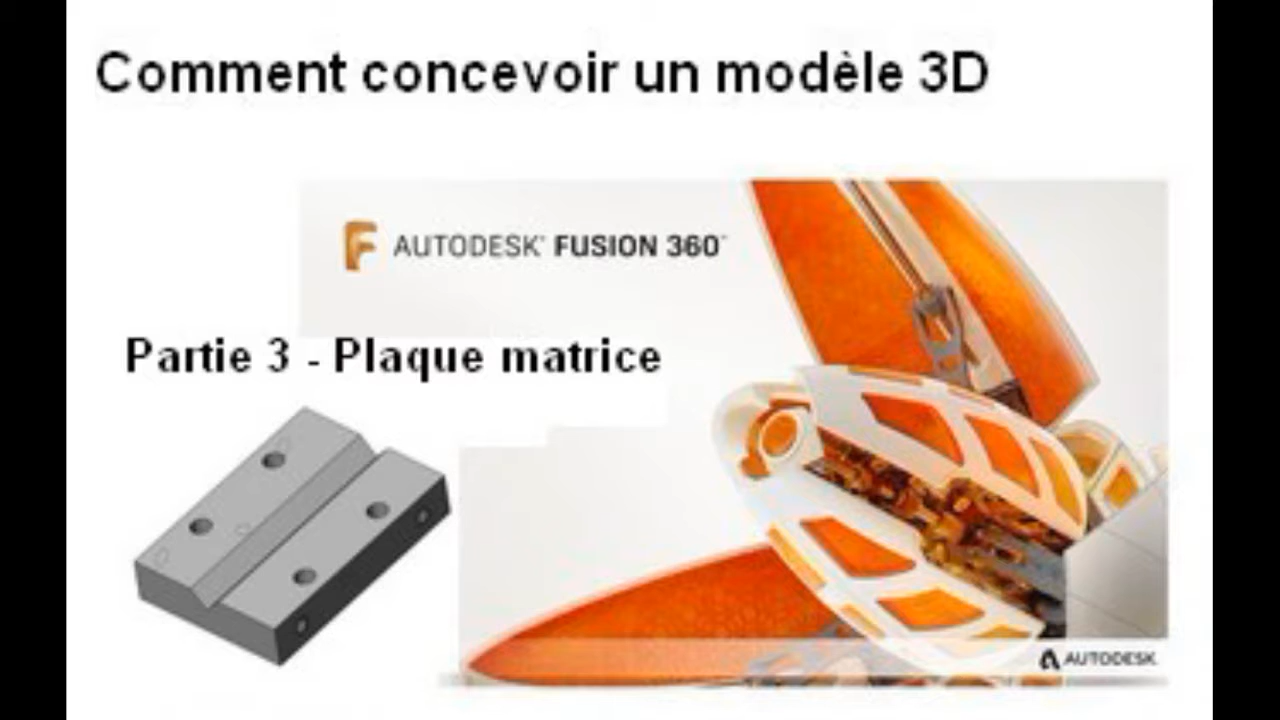 Comment concevoir un modèle 3D
AUTODESK® FUSION 360™
Partie 3 - Plaque matrice
AUTODESK.